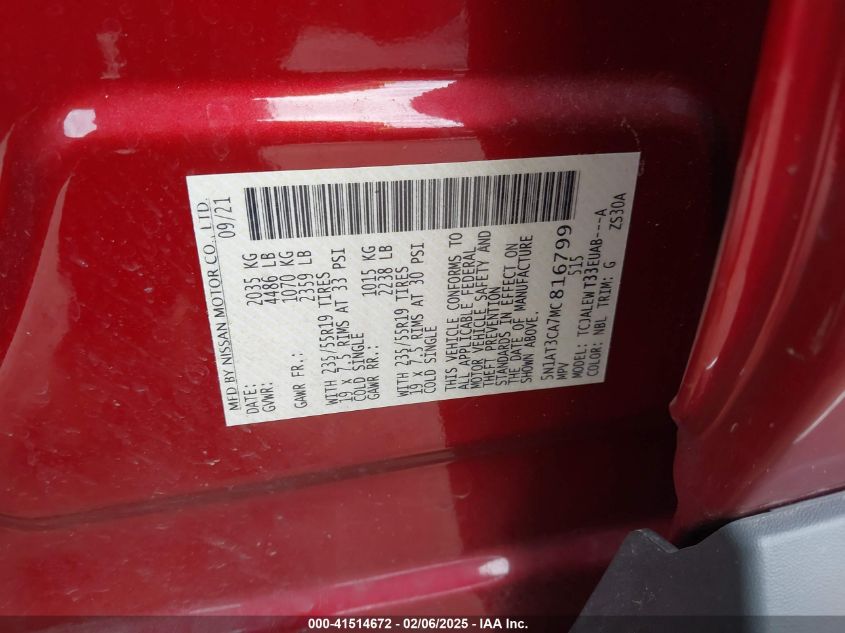 MFD BY NISSAN MOTOR CO., LTD.
DATE: 09/21
GVWR: 2035 KG
4486 LB
GAWR FR.: 1070 KG
2359 LB
WITH 235/55R19 TIRES
19 X 7.5 RIMS AT 33 PSI
COLD SINGLE
GAWR RR.: 1015 KG
2238 LB
WITH 235/55R19 TIRES
19 X 7.5 RIMS AT 30 PSI
COLD SINGLE
THIS VEHICLE CONFORMS TO
ALL APPLICABLE FEDERAL
MOTOR VEHICLE SAFETY AND
THEFT PREVENTION
STANDARDS IN EFFECT ON
THE DATE OF MANUFACTURE
SHOWN ABOVE.
5N1AT3CA7MC816799
MPV 515
MODEL: TCJALEWT33EUAB----A
COLOR: NBL TRIM: G ZS30A
000-41514672 - 02/06/2025 - IAA Inc.